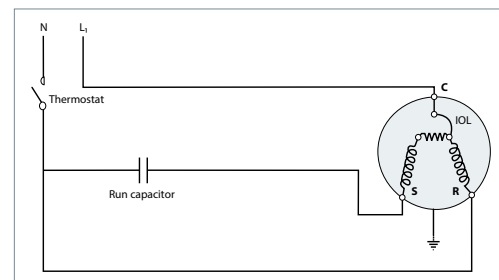 N L₁
C
Thermostat
IOL
Run capacitor
S R